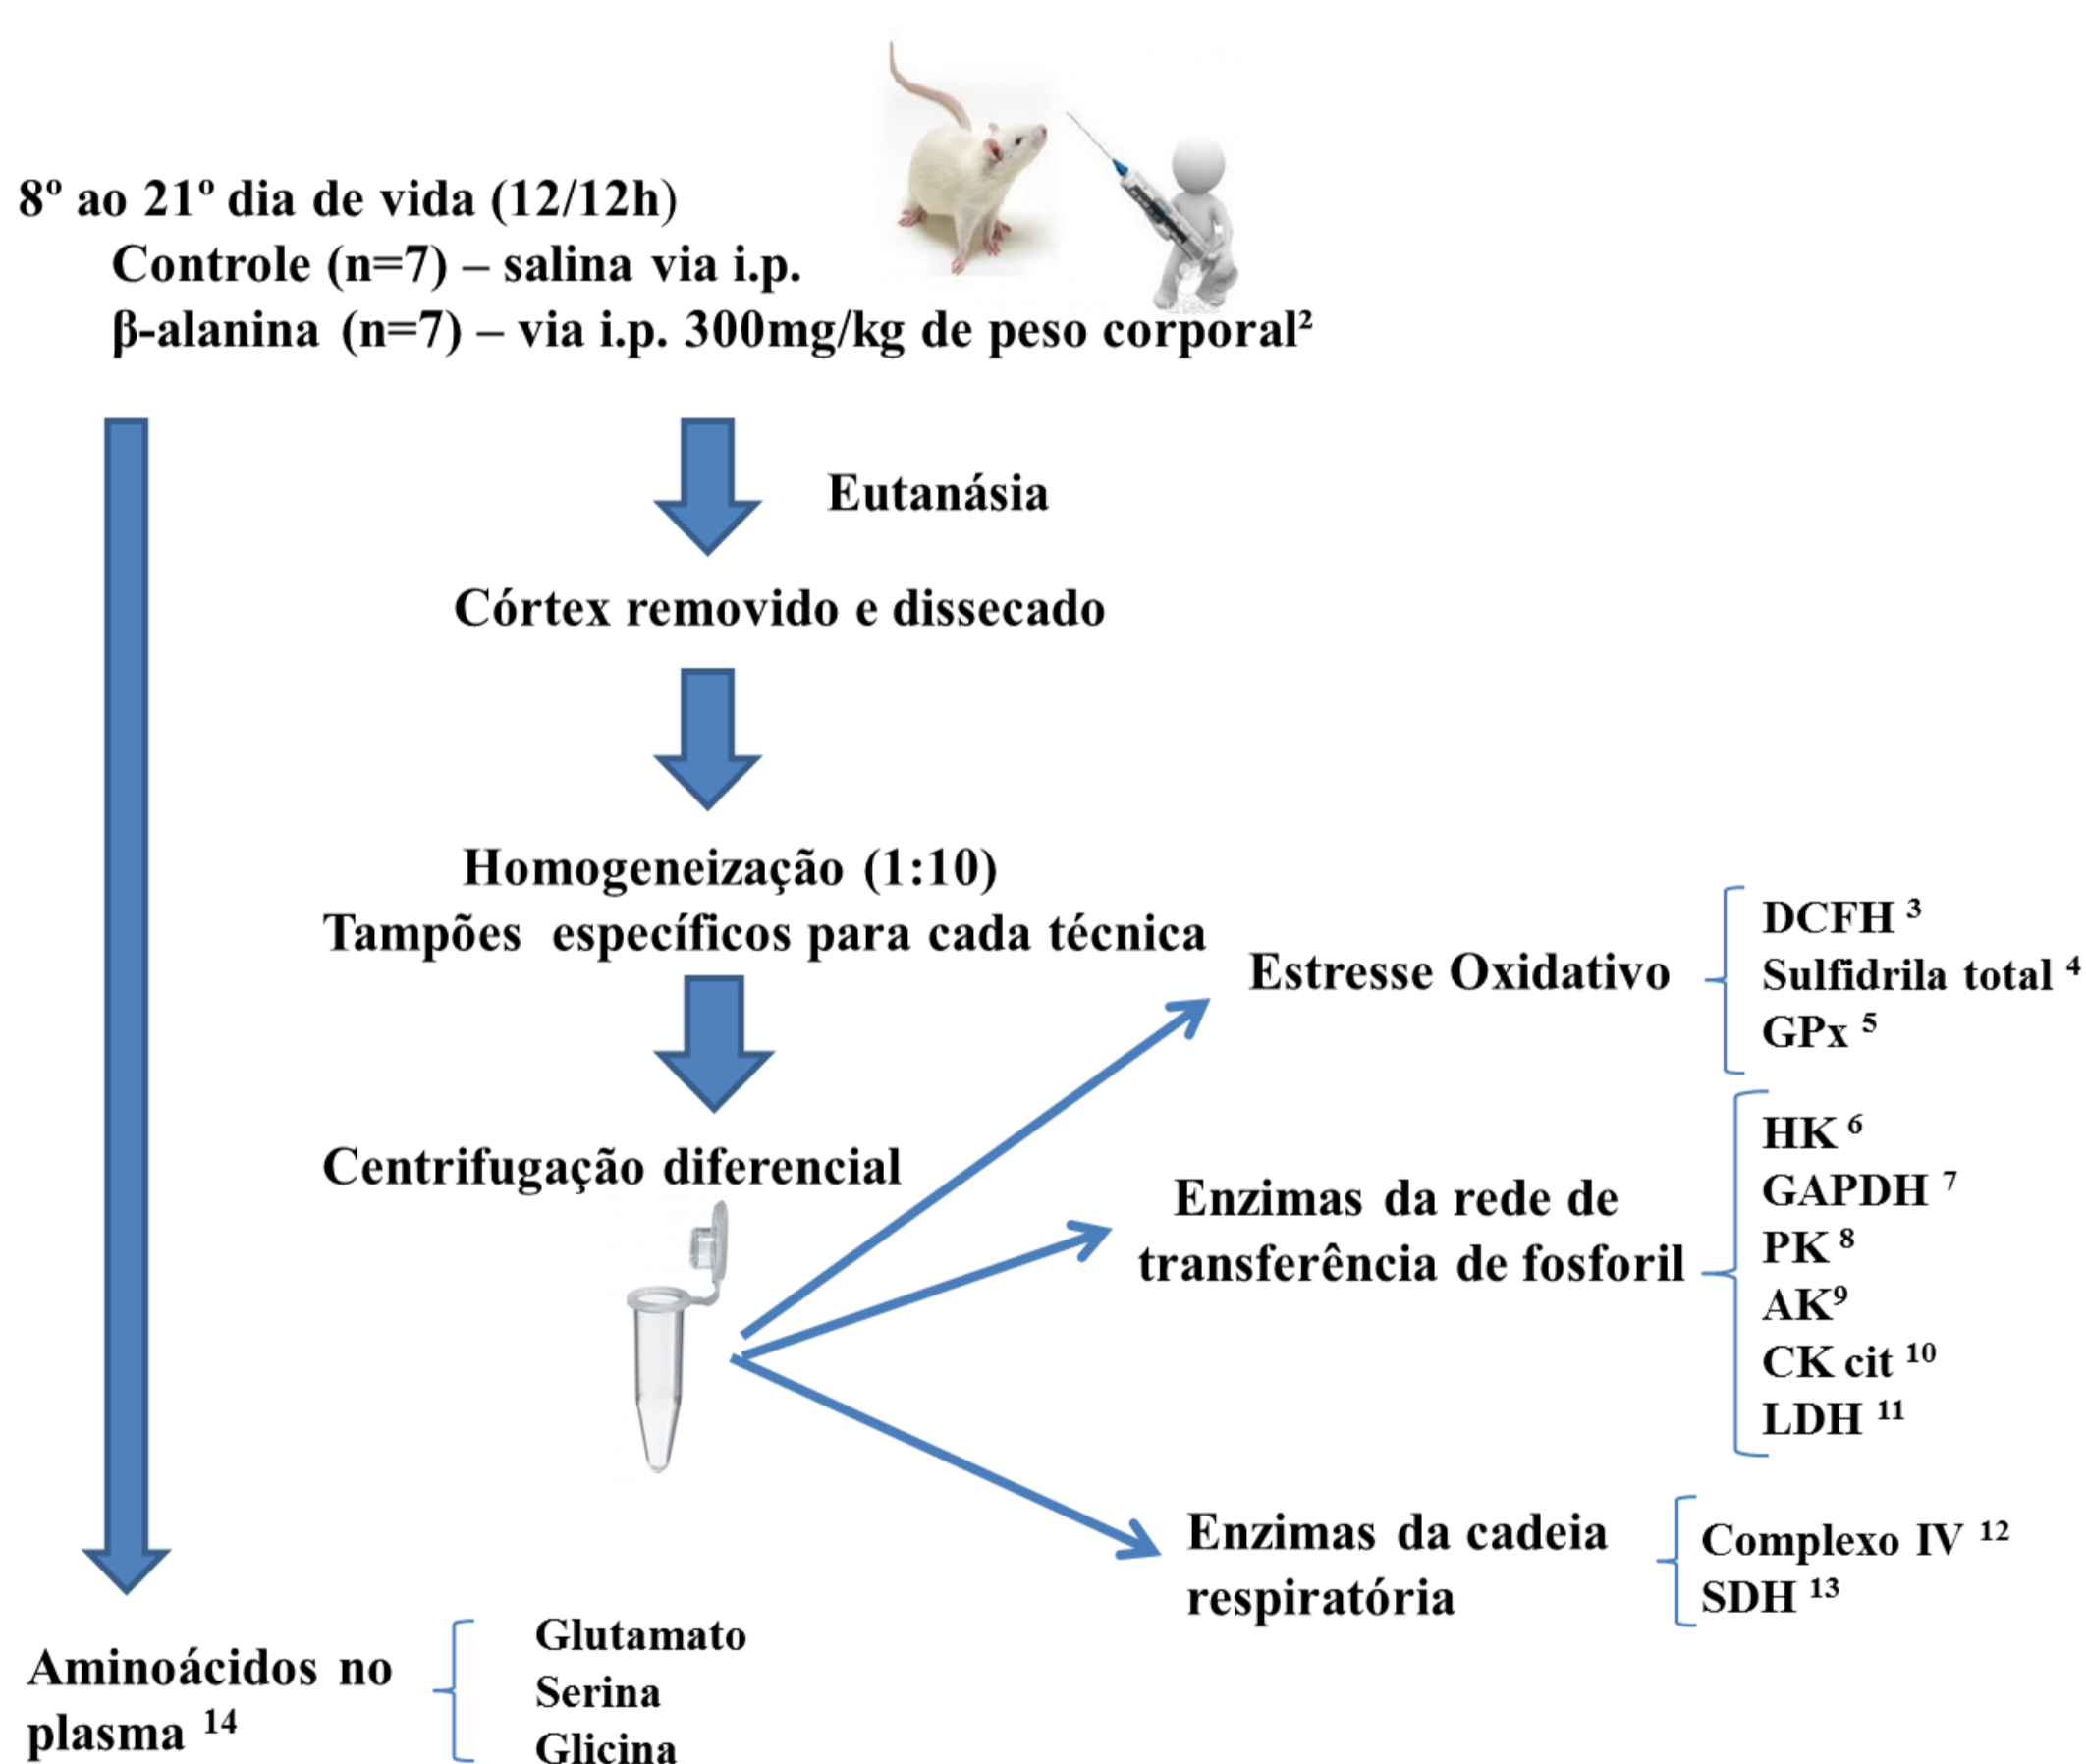 8º ao 21º dia de vida (12/12h)
Controle (n=7) – salina via i.p.
β-alanina (n=7) – via i.p. 300mg/kg de peso corporal²
Eutanásia
Córtex removido e dissecado
Homogeneização (1:10)
Tampões específicos para cada técnica
Centrifugação diferencial
Estresse Oxidativo
DCFH ³
Sulfidrila total ⁴
GPx ⁵
Enzimas da rede de
transferência de fosforil
HK ⁶
GAPDH ⁷
PK ⁸
AK⁹
CK cit ¹⁰
LDH ¹¹
Enzimas da cadeia
respiratória
Complexo IV ¹²
SDH ¹³
Aminoácidos no
plasma ¹⁴
Glutamato
Serina
Glicina